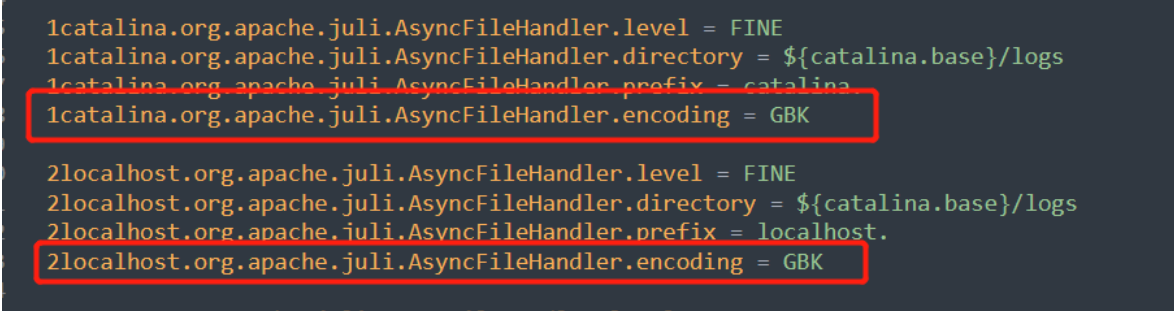 1catalina.org.apache.juli.AsyncFileHandler.level = FINE
1catalina.org.apache.juli.AsyncFileHandler.directory = ${catalina.base}/logs
1catalina.org.apache.juli.AsyncFileHandler.prefix = catalina.
1catalina.org.apache.juli.AsyncFileHandler.encoding = GBK
2localhost.org.apache.juli.AsyncFileHandler.level = FINE
2localhost.org.apache.juli.AsyncFileHandler.directory = ${catalina.base}/logs
2localhost.org.apache.juli.AsyncFileHandler.prefix = localhost.
2localhost.org.apache.juli.AsyncFileHandler.encoding = GBK